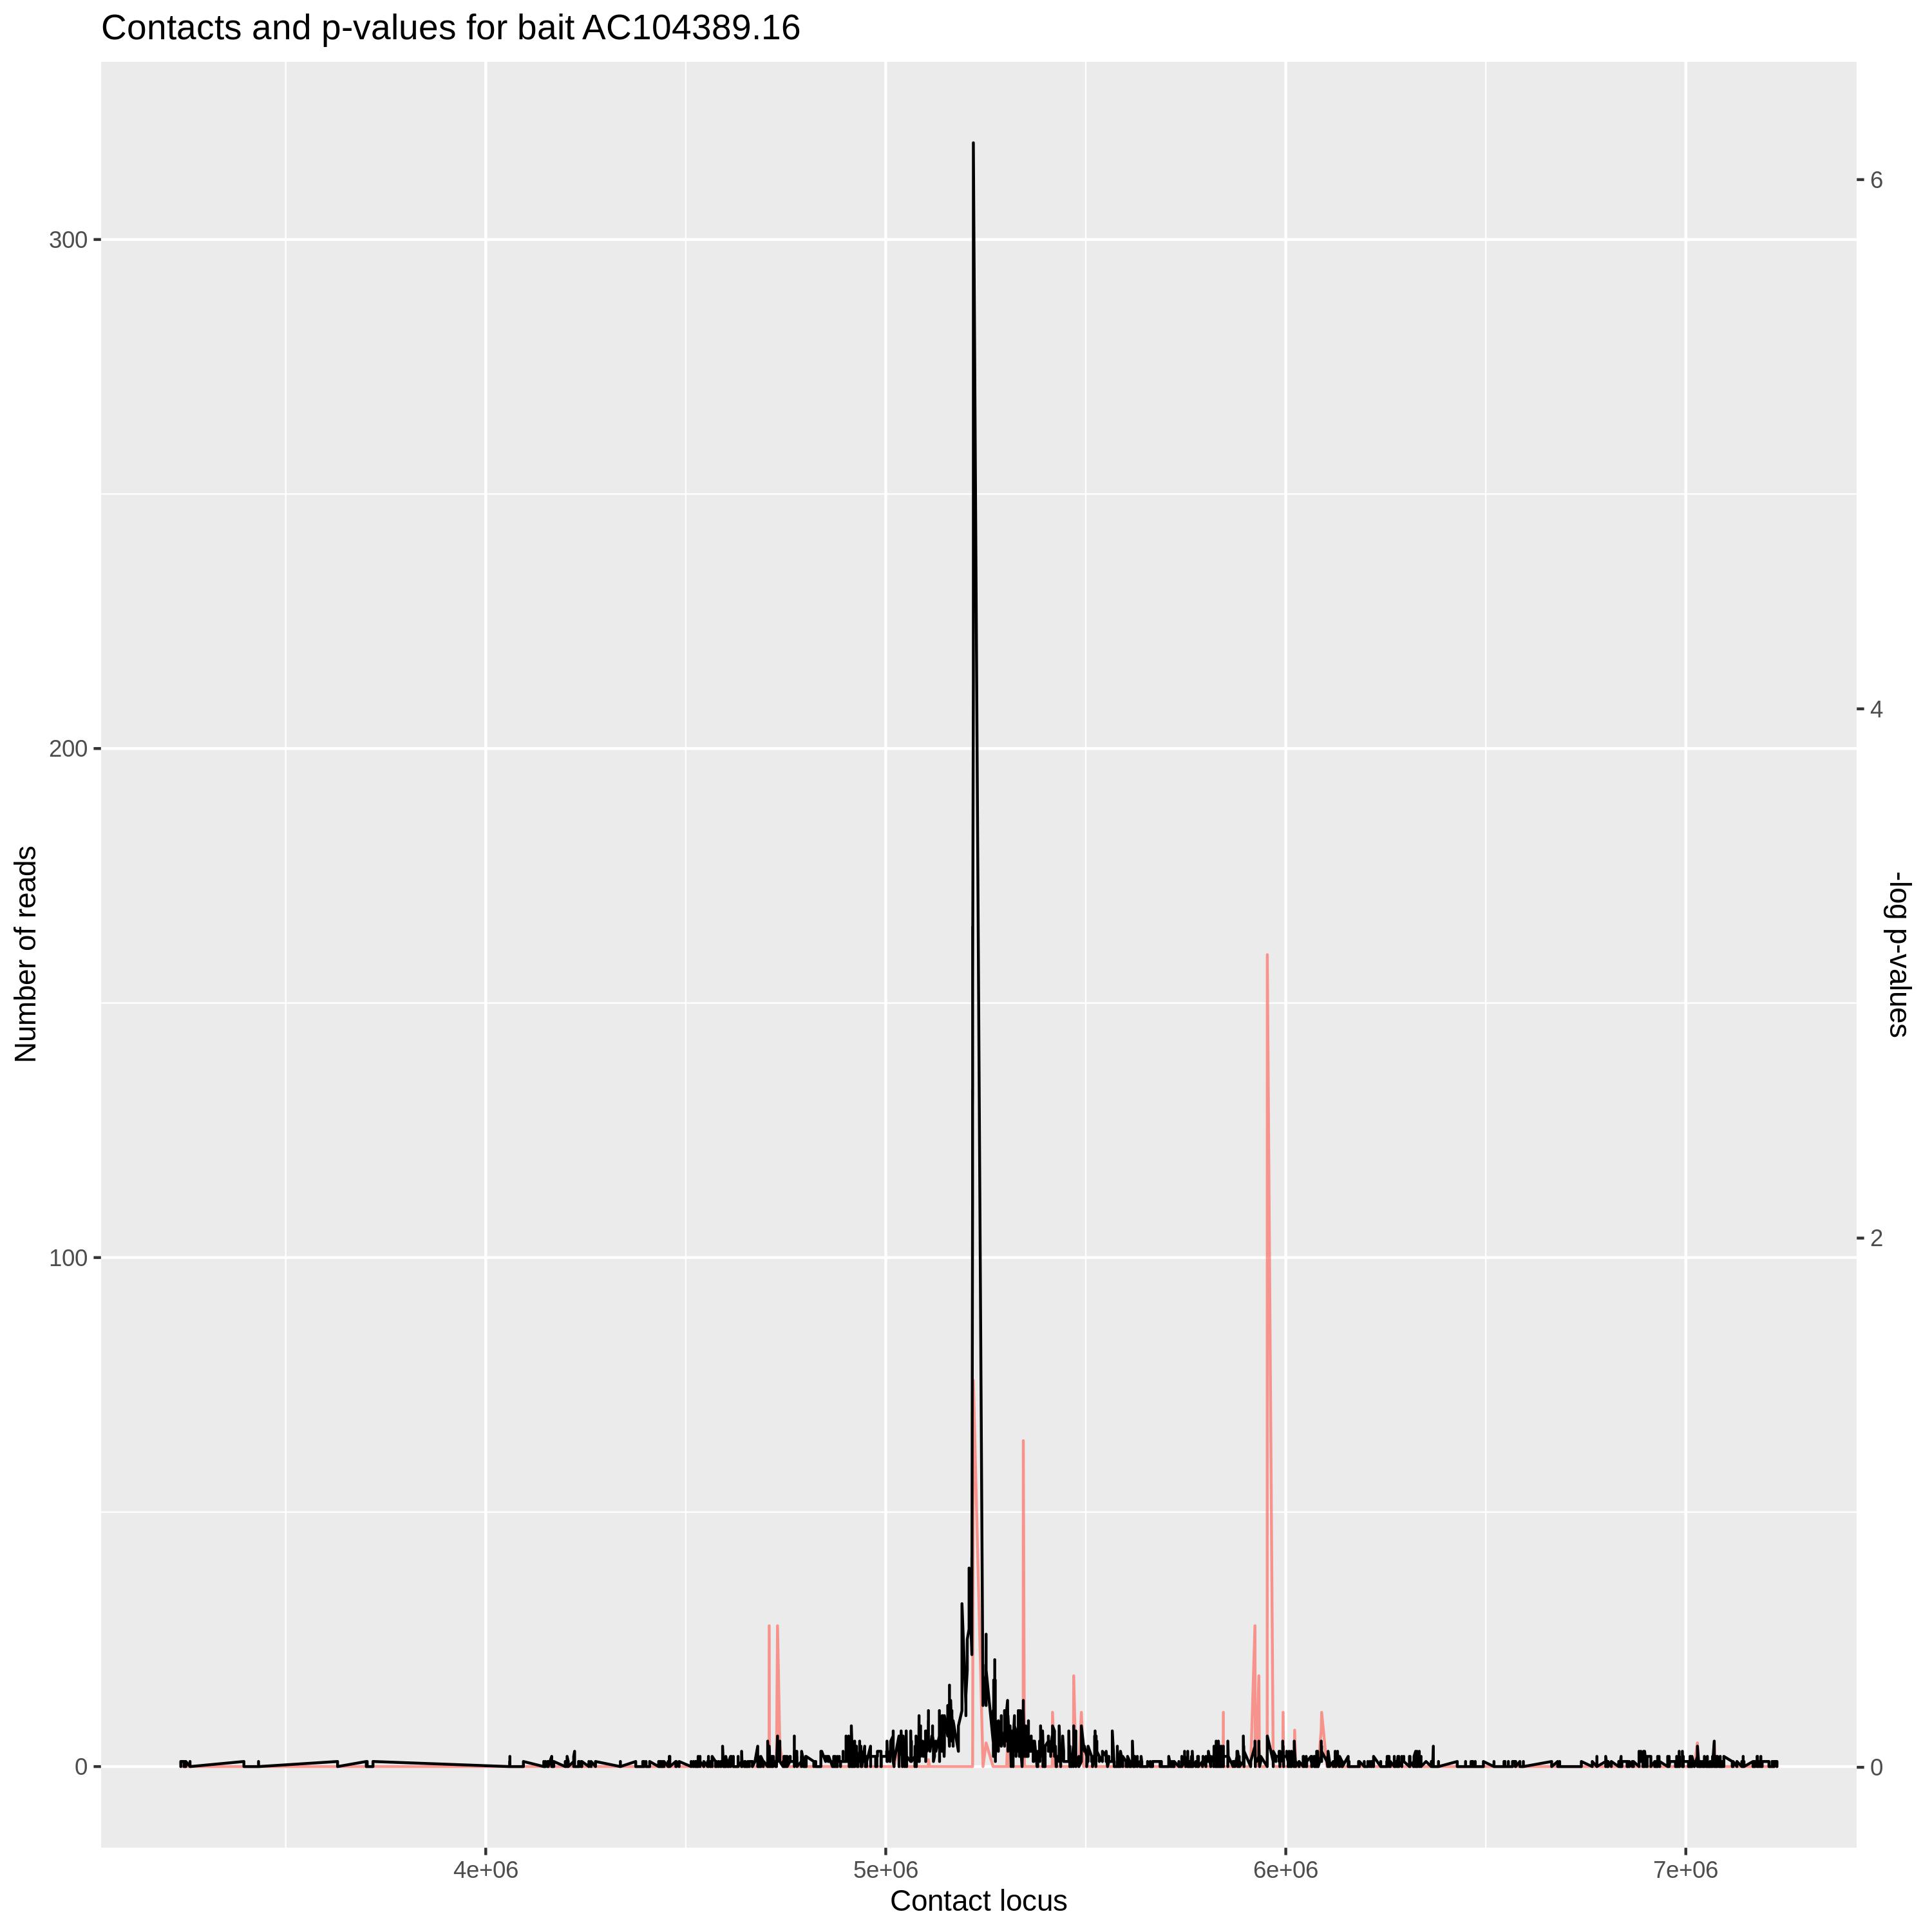 Contacts and p-values for bait AC104389.16
Number of reads
300
200
100
0
6
4
2
0
-log p-values
4e+06
5e+06
6e+06
7e+06
Contact locus